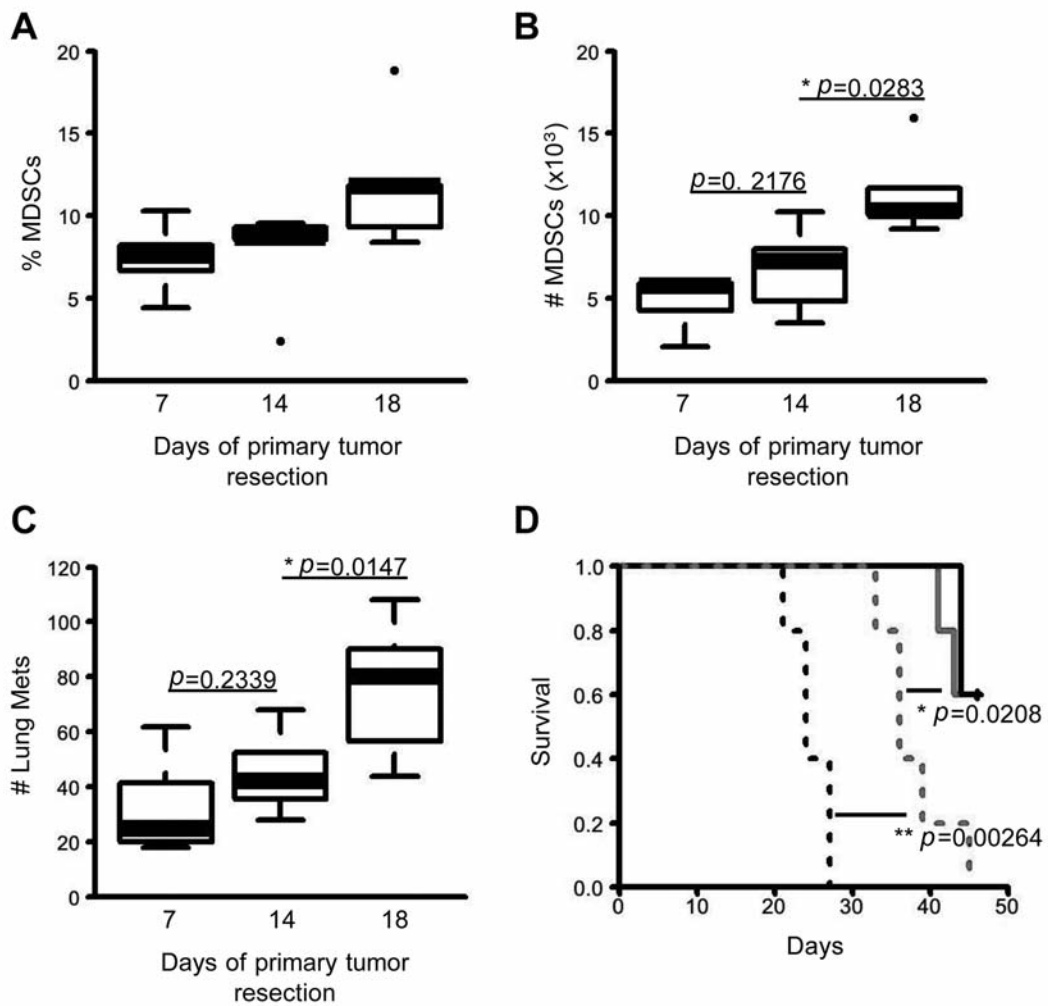 A
20
15
10
5
0
% MDSCs
7 14 18
Days of primary tumor
resection
B
20
15
10
5
0
# MDSCs (x10³)
* p=0.0283
p=0. 2176
7 14 18
Days of primary tumor
resection
C
120
100
80
60
40
20
0
# Lung Mets
* p=0.0147
p=0.2339
7 14 18
Days of primary tumor
resection
D
1.0
0.8
0.6
0.4
0.2
0.0
Survival
* p=0.0208
** p=0.00264
0 20 30 40 50
Days